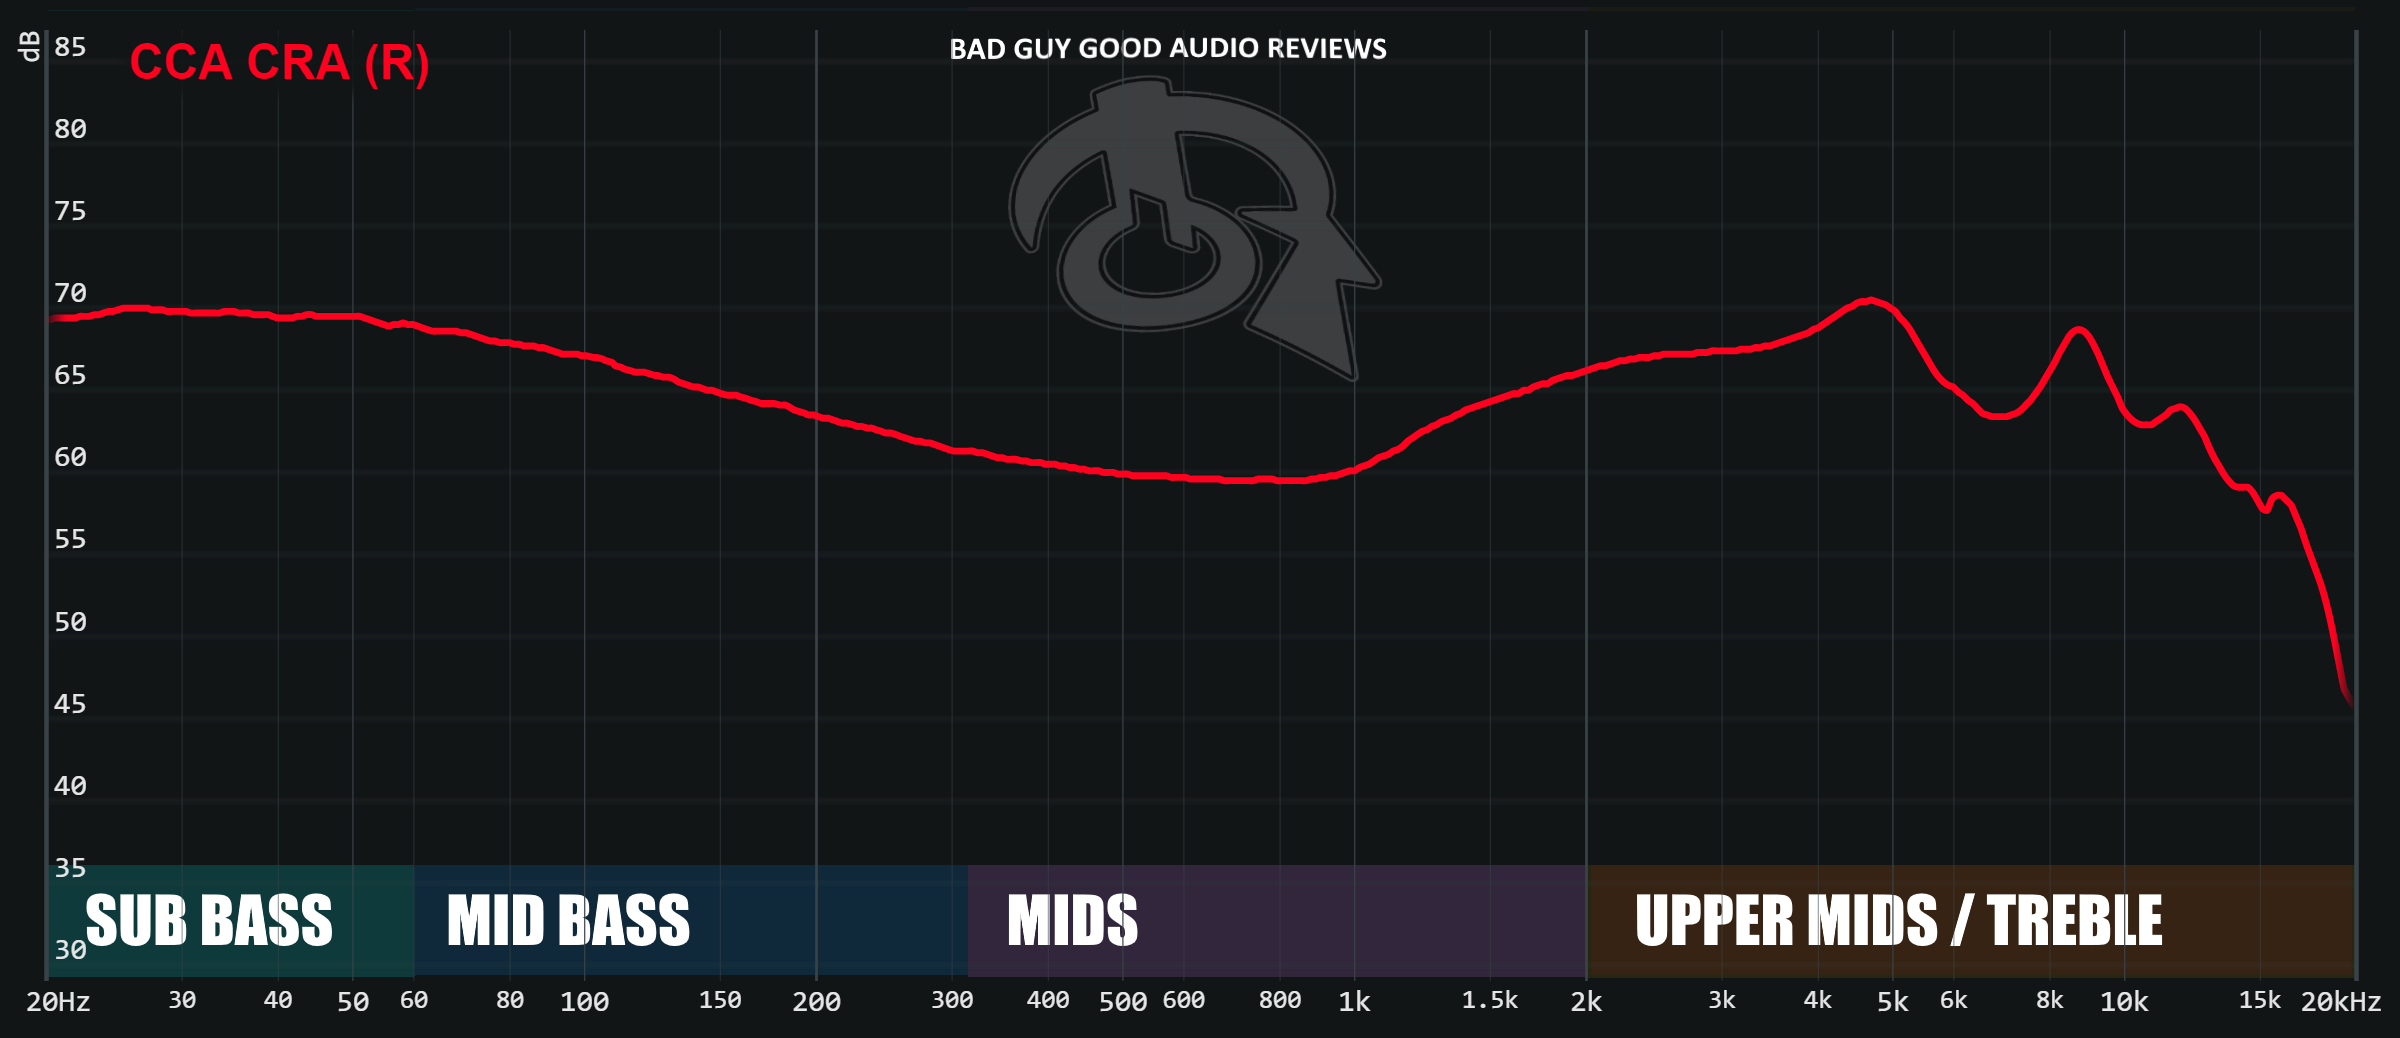 dB
CCA CRA (R)
BAD GUY GOOD AUDIO REVIEWS
85
80
75
70
65
60
55
50
45
40
35
30
SUB BASS MID BASS MIDS UPPER MIDS / TREBLE
20Hz 30 40 50 60 80 100 150 200 300 400 500 600 800 1k 1.5k 2k 3k 4k 5k 6k 8k 10k 15k 20kHz